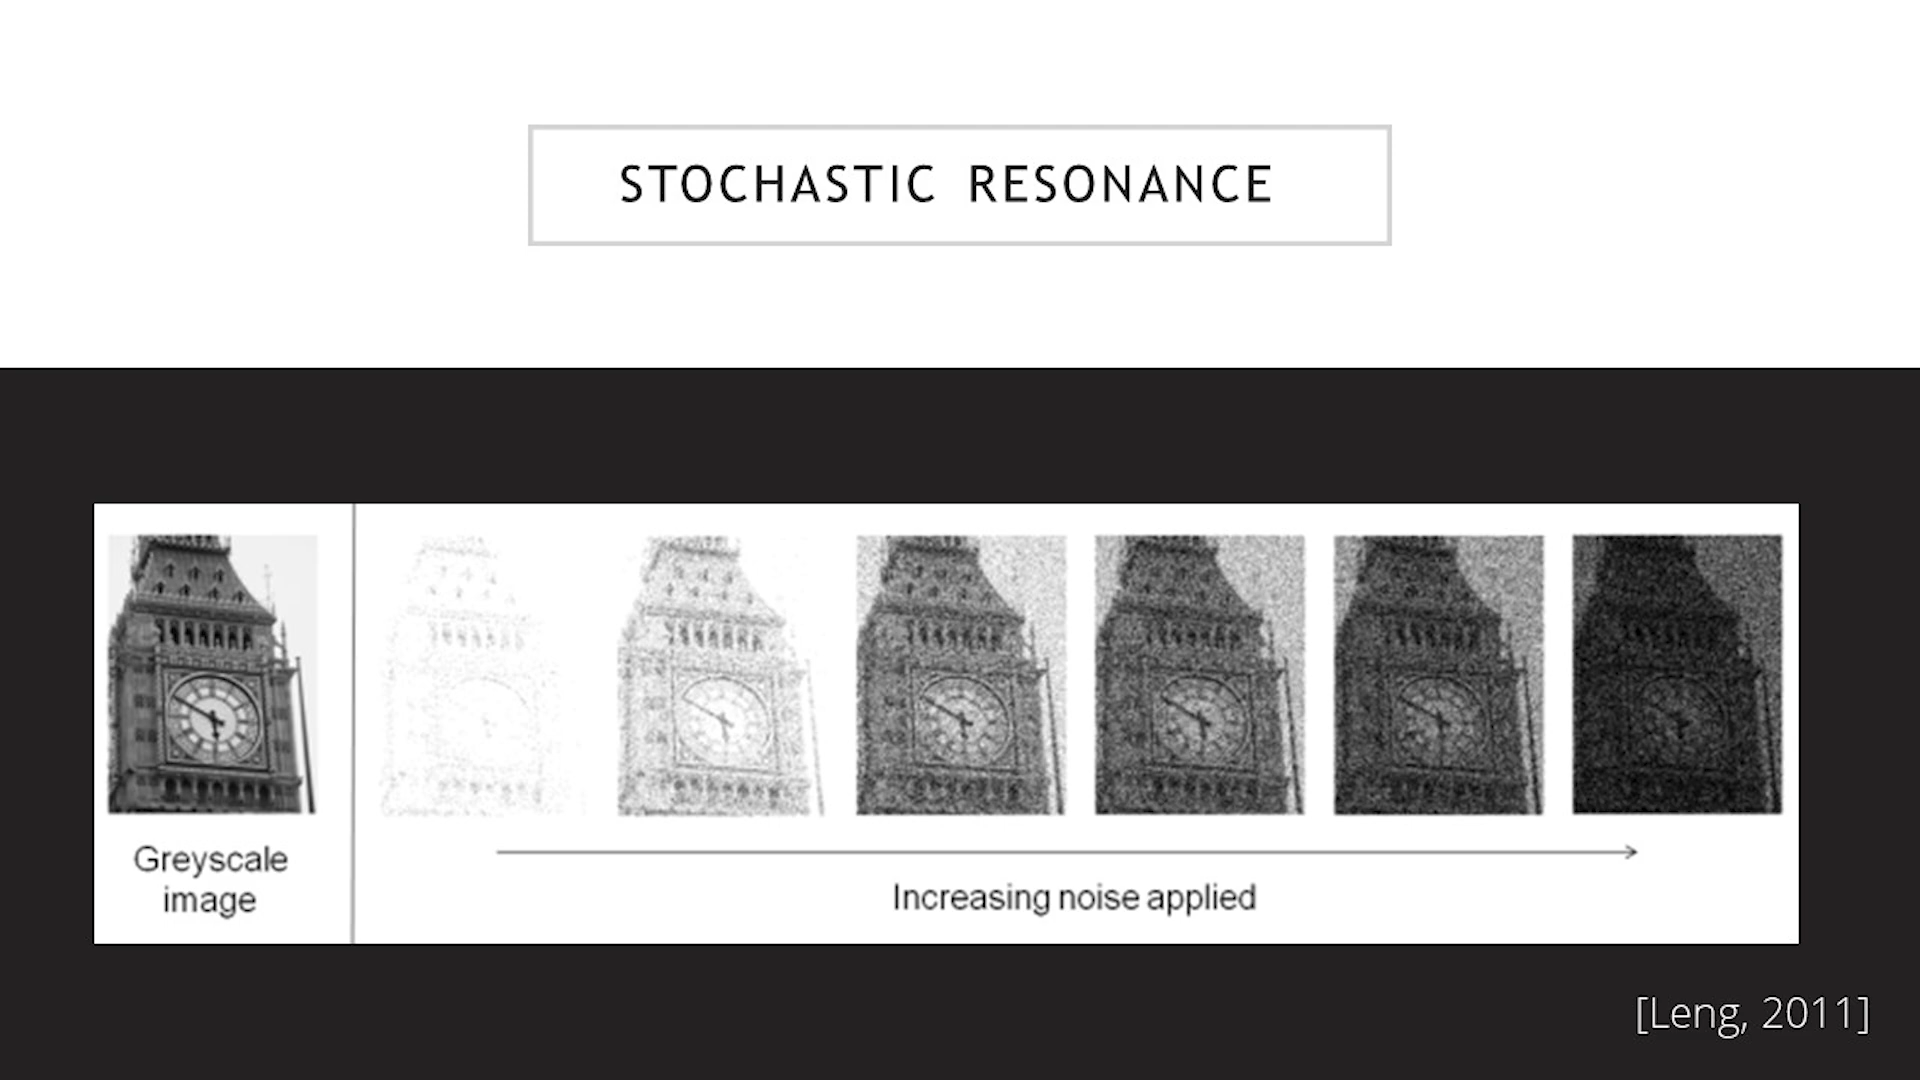 STOCHASTIC RESONANCE
Greyscale
image
Increasing noise applied
[Leng, 2011]